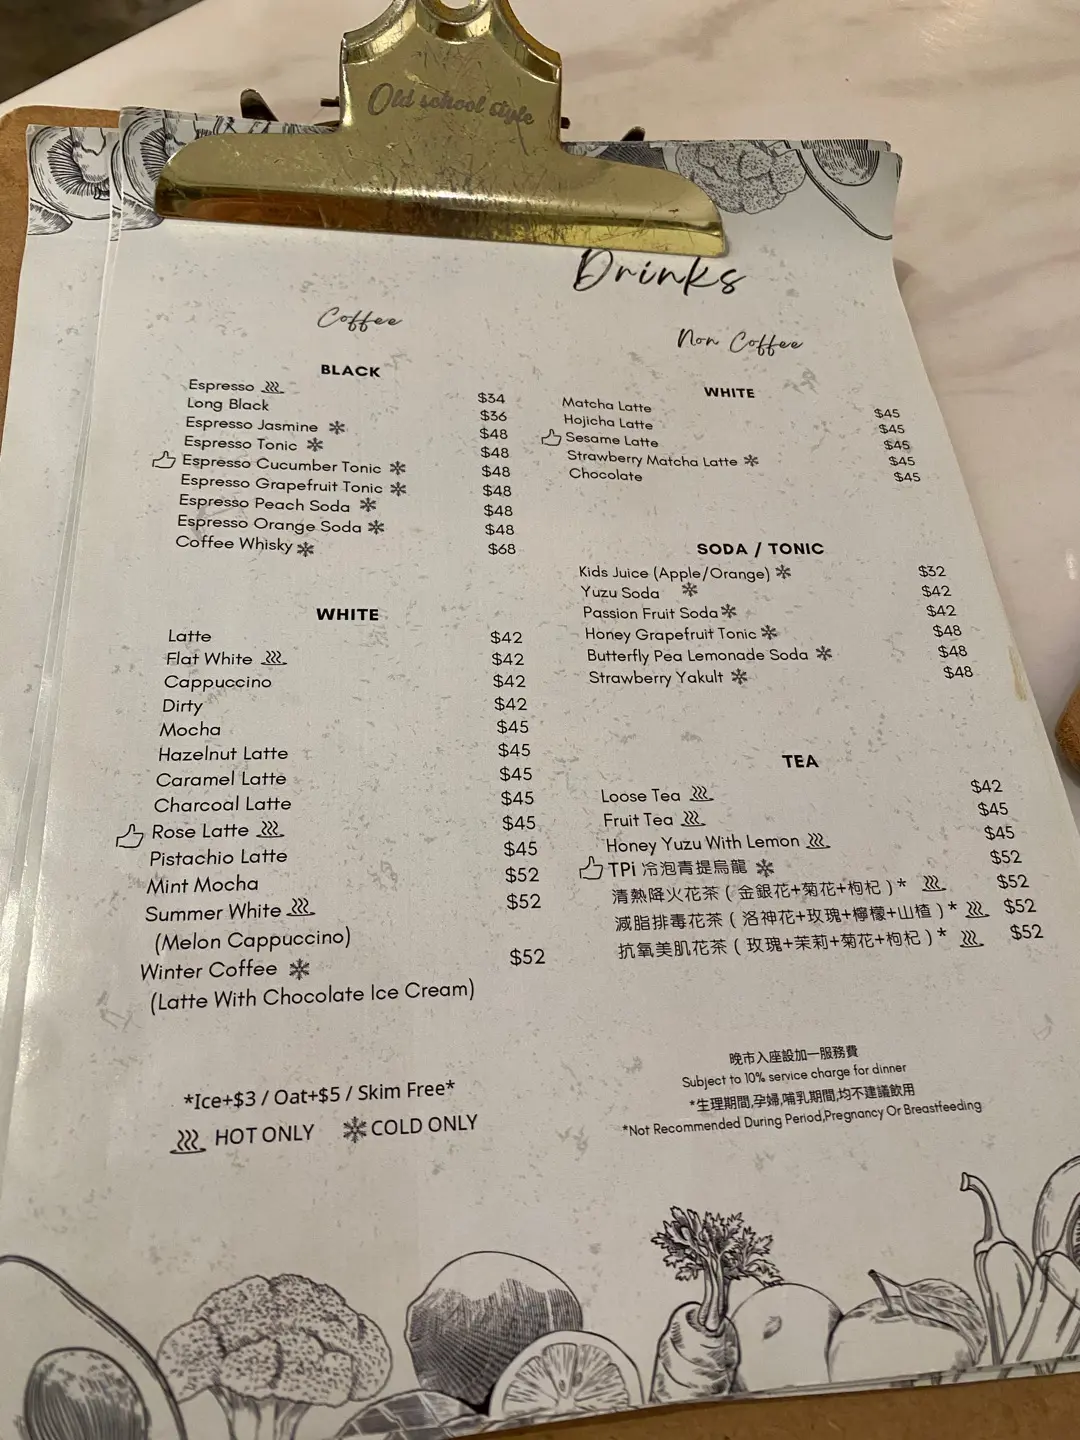 Old school style
Drinks
Coffee
BLACK
Espresso $34
Long Black $36
Espresso Jasmine $48
Espresso Tonic $48
Espresso Cucumber Tonic $48
Espresso Grapefruit Tonic $48
Espresso Peach Soda $48
Espresso Orange Soda $48
Coffee Whisky $68
WHITE
Latte $42
Flat White $42
Cappuccino $42
Dirty $42
Mocha $45
Hazelnut Latte $45
Caramel Latte $45
Charcoal Latte $45
Rose Latte $45
Pistachio Latte $45
Mint Mocha $52
Summer White $52
(Melon Cappuccino)
Winter Coffee $52
(Latte With Chocolate Ice Cream)
*Ice+$3 / Oat+$5 / Skim Free*
HOT ONLY COLD ONLY
Non Coffee
WHITE
Matcha Latte $45
Hojicha Latte $45
Sesame Latte $45
Strawberry Matcha Latte $45
Chocolate $45
SODA / TONIC
Kids Juice (Apple/Orange) $32
Yuzu Soda $42
Passion Fruit Soda $42
Honey Grapefruit Tonic $48
Butterfly Pea Lemonade Soda $48
Strawberry Yakult $48
TEA
Loose Tea $42
Fruit Tea $45
Honey Yuzu With Lemon $45
TPi 冷泡青提烏龍 $52
清熱降火花茶 ( 金銀花+菊花+枸杞 ) * $52
減脂排毒花茶 ( 洛神花+玫瑰+檸檬+山楂 ) * $52
抗氧美肌花茶 ( 玫瑰+茉莉+菊花+枸杞 ) * $52
晚市入座設加一服務費
Subject to 10% service charge for dinner
*生理期間,孕婦,哺乳期間,均不建議飲用
*Not Recommended During Period,Pregnancy Or Breastfeeding